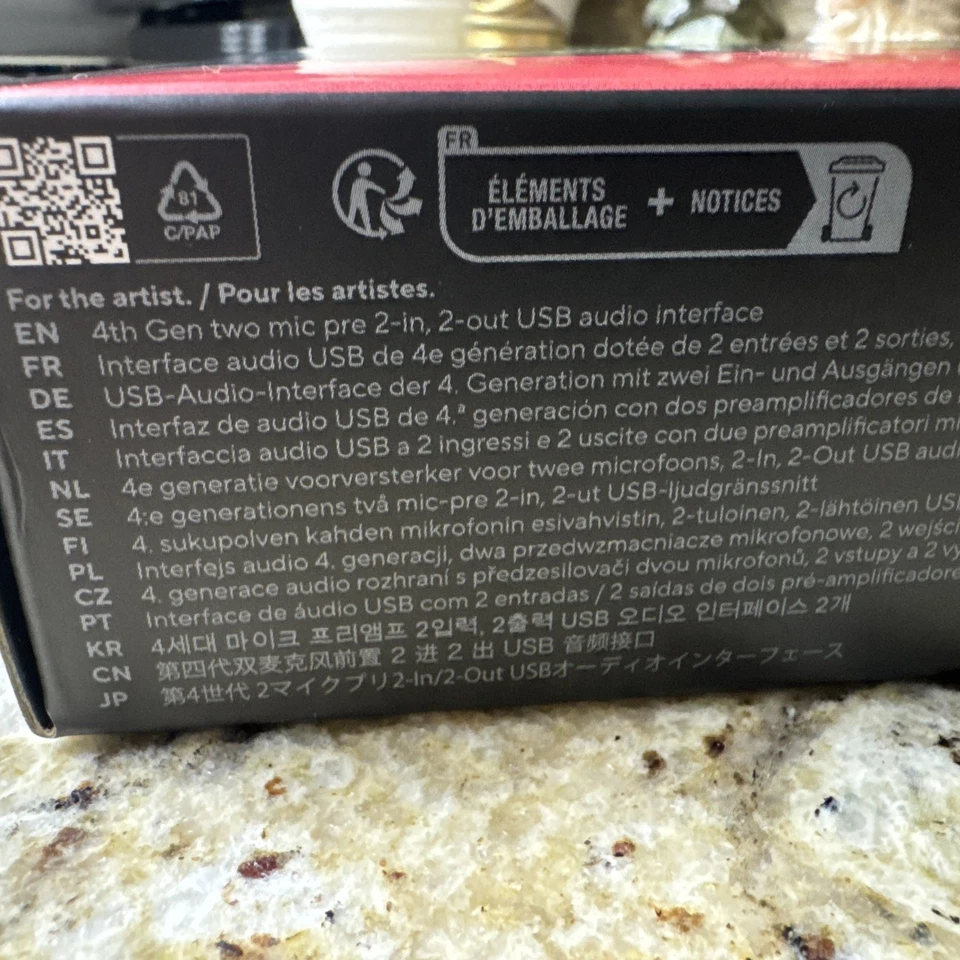 81
C/PAP
FR
ÉLÉMENTS
D'EMBALLAGE + NOTICES
For the artist. / Pour les artistes.
EN 4th Gen two mic pre 2-in, 2-out USB audio interface
FR Interface audio USB de 4e génération dotée de 2 entrées et 2 sorties,
DE USB-Audio-Interface der 4. Generation mit zwei Ein- und Ausgängen
ES Interfaz de audio USB de 4.ª generación con dos preamplificadores de
IT Interfaccia audio USB a 2 ingressi e 2 uscite con due preamplificatori
NL 4e generatie voorversterker voor twee microfoons, 2-In, 2-Out USB
SE 4:e generationens två mic-pre 2-in, 2-ut USB-ljudgränssnitt
FI 4. sukupolven kahden mikrofonin esivahvistin, 2-tuloinen, 2-lähtöinen
PL Interfejs audio 4. generacji, dwa przedwzmacniacze mikrofonowe, 2
CZ 4. generace audio rozhraní s předzesilovači dvou mikrofonů, 2 vstupy a 2
PT Interface de áudio USB com 2 entradas / 2 saídas de dois
KR 4세대 마이크 프리앰프 2입력, 2출력 USB 오디오 인터페이스 2개
CN 第四代双麦克风前置 2 进 2 出 USB 音频接口
JP 第4世代 2マイクプリ2-In/2-Out USBオーディオインターフェース